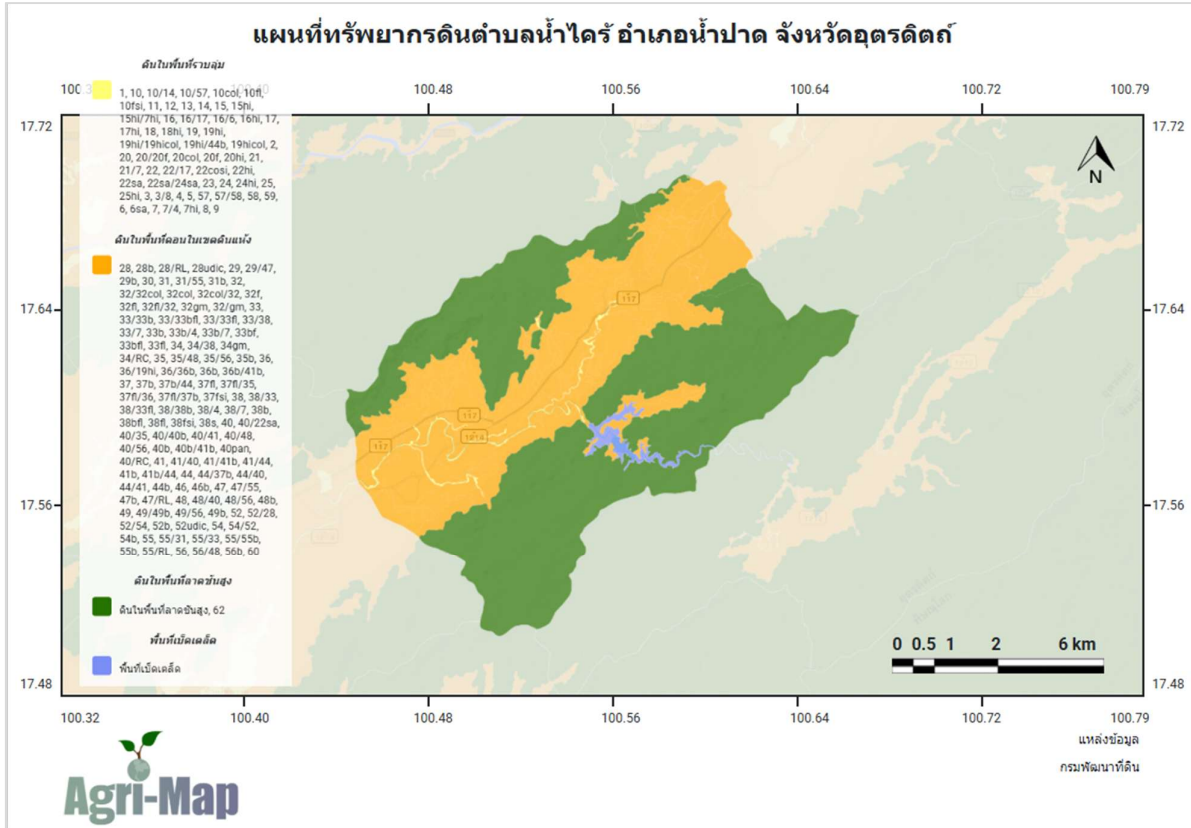 แผนที่ทรัพยากรดินตำบลน้ำไคร้ อำเภอน้ำปาด จังหวัดอุตรดิตถ์
ดินในพื้นที่ราบลุ่ม
1, 10, 10/14, 10/57, 10col, 10fl,
10fsi, 11, 12, 13, 14, 15, 15hi,
15hi/7hi, 16, 16/17, 16/6, 16hi, 17,
17hi, 18, 18hi, 19, 19hi,
19hi/19hicol, 19hi/44b, 19hicol, 2,
20, 20/20f, 20col, 20f, 20hi, 21,
21/7, 22, 22/17, 22cosi, 22hi,
22sa, 22sa/24sa, 23, 24, 24hi, 25,
25hi, 3, 3/8, 4, 5, 57, 57/58, 58, 59,
6, 6sa, 7, 7/4, 7hi, 8, 9
ดินในพื้นที่ดอนในเขตดินแห้ง
28, 28b, 28/RL, 28udic, 29, 29/47,
29b, 30, 31, 31/55, 31b, 32,
32/32col, 32col, 32col/32, 32f,
32fl, 32fl/32, 32gm, 32/gm, 33,
33/33b, 33/33bfl, 33/33fl, 33/38,
33/7, 33b, 33b/4, 33b/7, 33bf,
33bfl, 33fl, 34, 34/38, 34gm,
34/RC, 35, 35/48, 35/56, 35b, 36,
36/19hi, 36/36b, 36b, 36b/41b,
37, 37b, 37b/44, 37fl, 37fl/35,
37fl/36, 37fl/37b, 37fsi, 38, 38/33,
38/33fl, 38/38b, 38/4, 38/7, 38b,
38bfl, 38fl, 38fsi, 38s, 40, 40/22sa,
40/35, 40/40b, 40/41, 40/48,
40/56, 40b, 40b/41b, 40pan,
40/RC, 41, 41/40, 41/41b, 41/44,
41b, 41b/44, 44, 44/37b, 44/40,
44/41, 44b, 46, 46b, 47, 47/55,
47b, 47/RL, 48, 48/40, 48/56, 48b,
49, 49/49b, 49/56, 49b, 52, 52/28,
52/54, 52b, 52udic, 54, 54/52,
54b, 55, 55/31, 55/33, 55/55b,
55b, 55/RL, 56, 56/48, 56b, 60
ดินในพื้นที่ลาดชันสูง
ดินในพื้นที่ลาดชันสูง, 62
พื้นที่เบ็ดเตล็ด
พื้นที่เบ็ดเตล็ด
100.40 100.48 100.56 100.64 100.72 100.79
17.72 17.72
17.64 17.64
17.56 17.56
17.48 17.48
N
117
117
117
0 0.5 1 2 6 km
100.32 100.40 100.48 100.56 100.64 100.72 100.79
แหล่งข้อมูล
กรมพัฒนาที่ดิน
Agri-Map